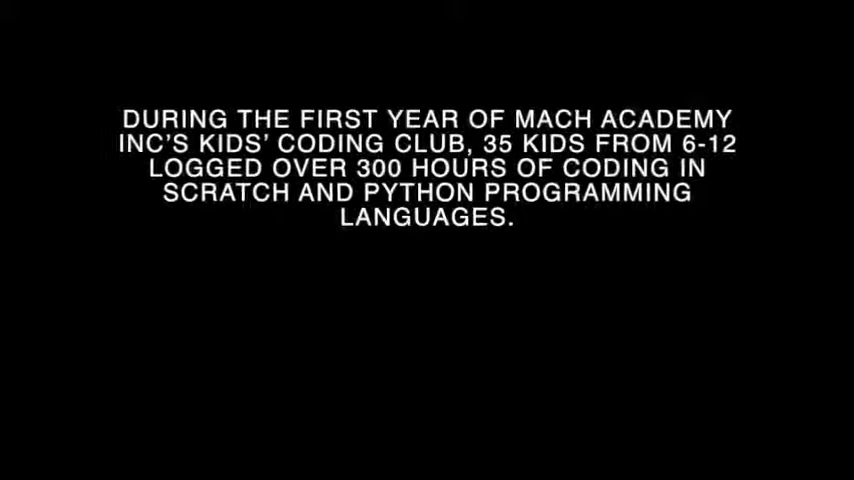 DURING THE FIRST YEAR OF MACH ACADEMY
INC'S KIDS' CODING CLUB, 35 KIDS FROM 6-12
LOGGED OVER 300 HOURS OF CODING IN
SCRATCH AND PYTHON PROGRAMMING
LANGUAGES.